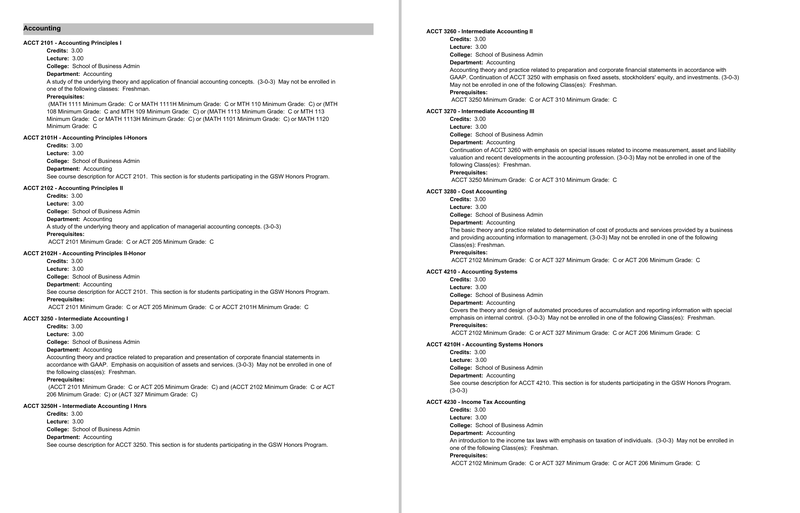 Accounting
ACCT 2101 - Accounting Principles I
Credits: 3.00
Lecture: 3.00
College: School of Business Admin
Department: Accounting
A study of the underlying theory and application of financial accounting concepts. (3-0-3) May not be enrolled in
one of the following classes: Freshman.
Prerequisites:
(MATH 1111 Minimum Grade: C or MATH 1111H Minimum Grade: C or MTH 110 Minimum Grade: C) or (MTH
108 Minimum Grade: C and MTH 109 Minimum Grade: C) or (MATH 1113 Minimum Grade: C or MTH 113
Minimum Grade: C or MATH 1113H Minimum Grade: C) or (MATH 1101 Minimum Grade: C) or MATH 1120
Minimum Grade: C
ACCT 2101H - Accounting Principles I-Honors
Credits: 3.00
Lecture: 3.00
College: School of Business Admin
Department: Accounting
See course description for ACCT 2101. This section is for students participating in the GSW Honors Program.
ACCT 2102 - Accounting Principles II
Credits: 3.00
Lecture: 3.00
College: School of Business Admin
Department: Accounting
A study of the underlying theory and application of managerial accounting concepts. (3-0-3)
Prerequisites:
ACCT 2101 Minimum Grade: C or ACT 205 Minimum Grade: C
ACCT 2102H - Accounting Principles II-Honor
Credits: 3.00
Lecture: 3.00
College: School of Business Admin
Department: Accounting
See course description for ACCT 2101. This section is for students participating in the GSW Honors Program.
Prerequisites:
ACCT 2101 Minimum Grade: C or ACT 205 Minimum Grade: C or ACCT 2101H Minimum Grade: C
ACCT 3250 - Intermediate Accounting I
Credits: 3.00
Lecture: 3.00
College: School of Business Admin
Department: Accounting
Accounting theory and practice related to preparation and presentation of corporate financial statements in
accordance with GAAP. Emphasis on acquisition of assets and services. (3-0-3) May not be enrolled in one of
the following class(es): Freshman.
Prerequisites:
(ACCT 2101 Minimum Grade: C or ACT 205 Minimum Grade: C) and (ACCT 2102 Minimum Grade: C or ACT
206 Minimum Grade: C) or (ACT 327 Minimum Grade: C)
ACCT 3250H - Intermediate Accounting I Hnrs
Credits: 3.00
Lecture: 3.00
College: School of Business Admin
Department: Accounting
See course description for ACCT 3250. This section is for students participating in the GSW Honors Program.
ACCT 3260 - Intermediate Accounting II
Credits: 3.00
Lecture: 3.00
College: School of Business Admin
Department: Accounting
Accounting theory and practice related to preparation and corporate financial statements in accordance with
GAAP. Continuation of ACCT 3250 with emphasis on fixed assets, stockholders' equity, and investments. (3-0-3)
May not be enrolled in one of the following Class(es): Freshman.
Prerequisites:
ACCT 3250 Minimum Grade: C or ACT 310 Minimum Grade: C
ACCT 3270 - Intermediate Accounting III
Credits: 3.00
Lecture: 3.00
College: School of Business Admin
Department: Accounting
Continuation of ACCT 3260 with emphasis on special issues related to income measurement, asset and liability
valuation and recent developments in the accounting profession. (3-0-3) May not be enrolled in one of the
following Class(es): Freshman.
Prerequisites:
ACCT 3250 Minimum Grade: C or ACT 310 Minimum Grade: C
ACCT 3280 - Cost Accounting
Credits: 3.00
Lecture: 3.00
College: School of Business Admin
Department: Accounting
The basic theory and practice related to determination of cost of products and services provided by a business
and providing accounting information to management. (3-0-3) May not be enrolled in one of the following
Class(es): Freshman.
Prerequisites:
ACCT 2102 Minimum Grade: C or ACT 327 Minimum Grade: C or ACT 206 Minimum Grade: C
ACCT 4210 - Accounting Systems
Credits: 3.00
Lecture: 3.00
College: School of Business Admin
Department: Accounting
Covers the theory and design of automated procedures of accumulation and reporting information with special
emphasis on internal control. (3-0-3) May not be enrolled in one of the following Class(es): Freshman.
Prerequisites:
ACCT 2102 Minimum Grade: C or ACT 327 Minimum Grade: C or ACT 206 Minimum Grade: C
ACCT 4210H - Accounting Systems Honors
Credits: 3.00
Lecture: 3.00
College: School of Business Admin
Department: Accounting
See course description for ACCT 4210. This section is for students participating in the GSW Honors Program.
(3-0-3)
ACCT 4230 - Income Tax Accounting
Credits: 3.00
Lecture: 3.00
College: School of Business Admin
Department: Accounting
An introduction to the income tax laws with emphasis on taxation of individuals. (3-0-3) May not be enrolled in
one of the following Class(es): Freshman.
Prerequisites:
ACCT 2102 Minimum Grade: C or ACT 327 Minimum Grade: C or ACT 206 Minimum Grade: C